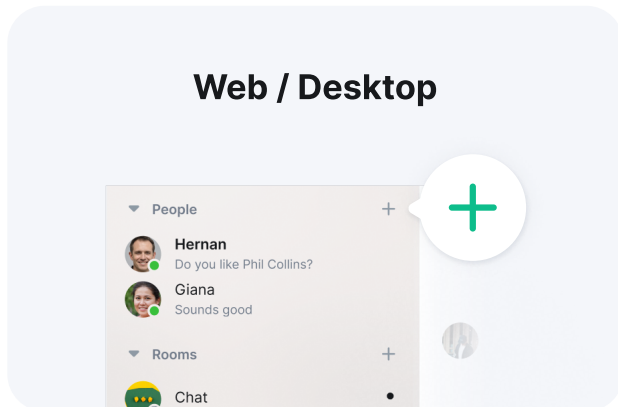 Web / Desktop
People
Hernan
Do you like Phil Collins?
Giana
Sounds good
Rooms
Chat